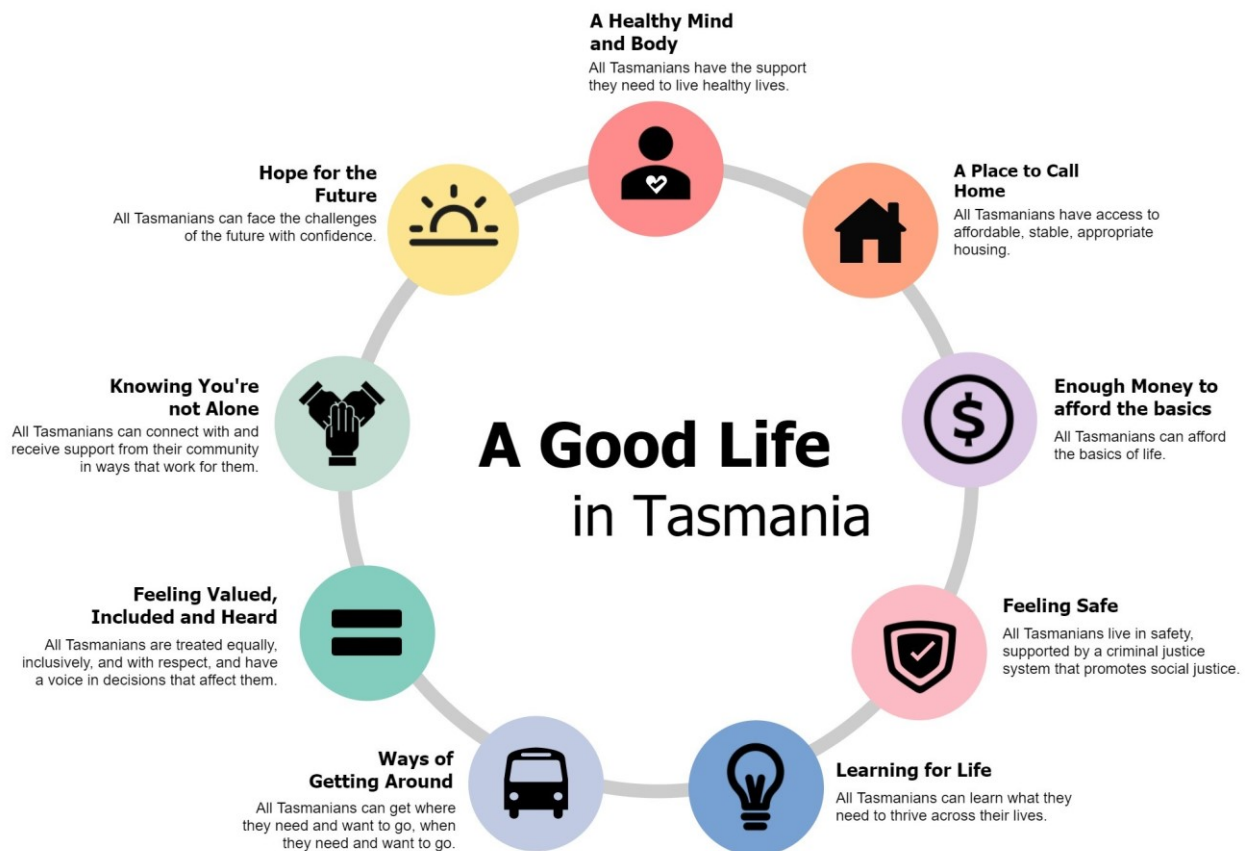 A Healthy Mind
and Body
All Tasmanians have the support
they need to live healthy lives.
A Place to Call
Home
All Tasmanians have access to
affordable, stable, appropriate
housing.
Enough Money to
afford the basics
All Tasmanians can afford
the basics of life.
Feeling Safe
All Tasmanians live in safety,
supported by a criminal justice
system that promotes social justice.
Learning for Life
All Tasmanians can learn what they
need to thrive across their lives.
Ways of
Getting Around
All Tasmanians can get where
they need and want to go, when
they need and want to go.
Feeling Valued,
Included and Heard
All Tasmanians are treated equally,
inclusively, and with respect, and have
a voice in decisions that affect them.
Knowing You're
not Alone
All Tasmanians can connect with and
receive support from their community
in ways that work for them.
Hope for the
Future
All Tasmanians can face the challenges
of the future with confidence.
A Good Life
in Tasmania
$